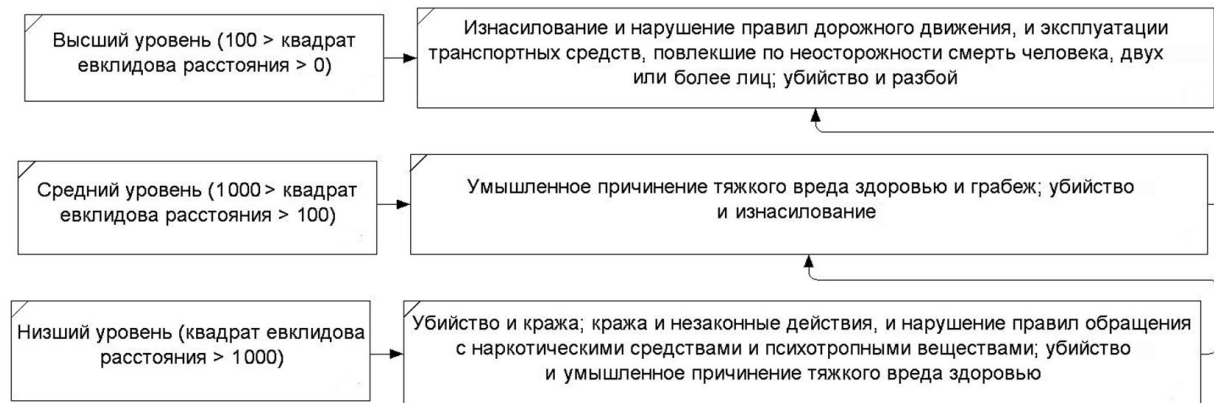 Высший уровень (100 > квадрат
евклидова расстояния > 0)
Изнасилование и нарушение правил дорожного движения, и эксплуатации
транспортных средств, повлекшие по неосторожности смерть человека, двух
или более лиц; убийство и разбой
Средний уровень (1000 > квадрат
евклидова расстояния > 100)
Умышленное причинение тяжкого вреда здоровью и грабеж; убийство
и изнасилование
Низший уровень (квадрат евклидова
расстояния > 1000)
Убийство и кража; кража и незаконные действия, и нарушение правил обращения
с наркотическими средствами и психотропными веществами; убийство
и умышленное причинение тяжкого вреда здоровью